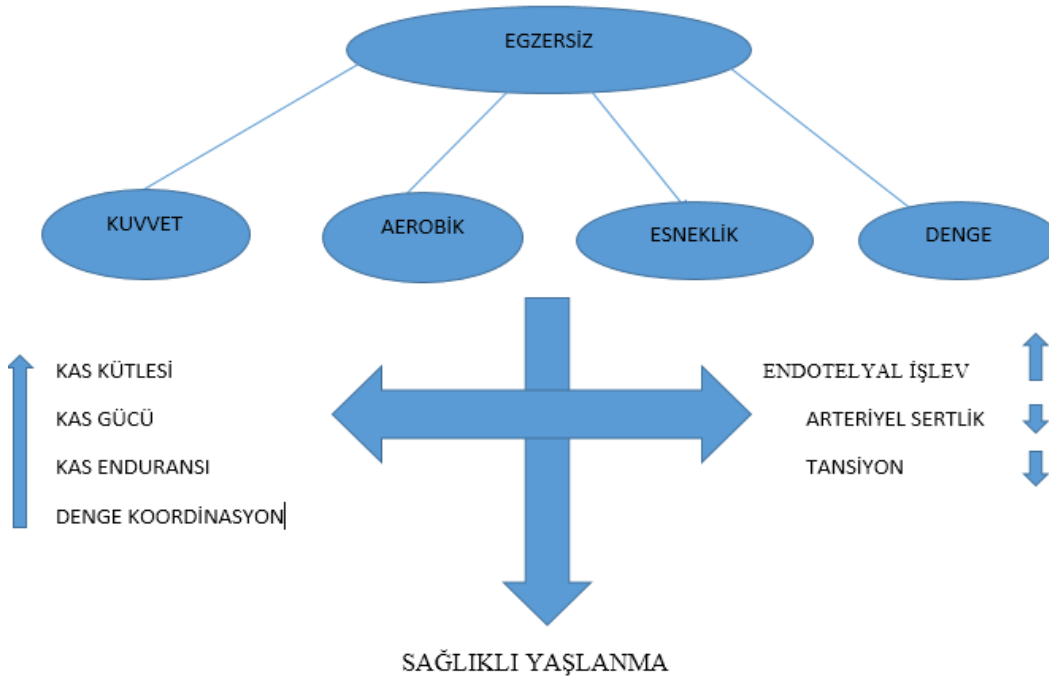 EGZERSİZ
KUVVET
AEROBİK
ESNEKLİK
DENGE
KAS KÜTLESİ
KAS GÜCÜ
KAS ENDURANSI
DENGE KOORDİNASYON
ENDOTELYAL İŞLEV
ARTERİYEL SERTLİK
TANSİYON
SAĞLIKLI YAŞLANMA